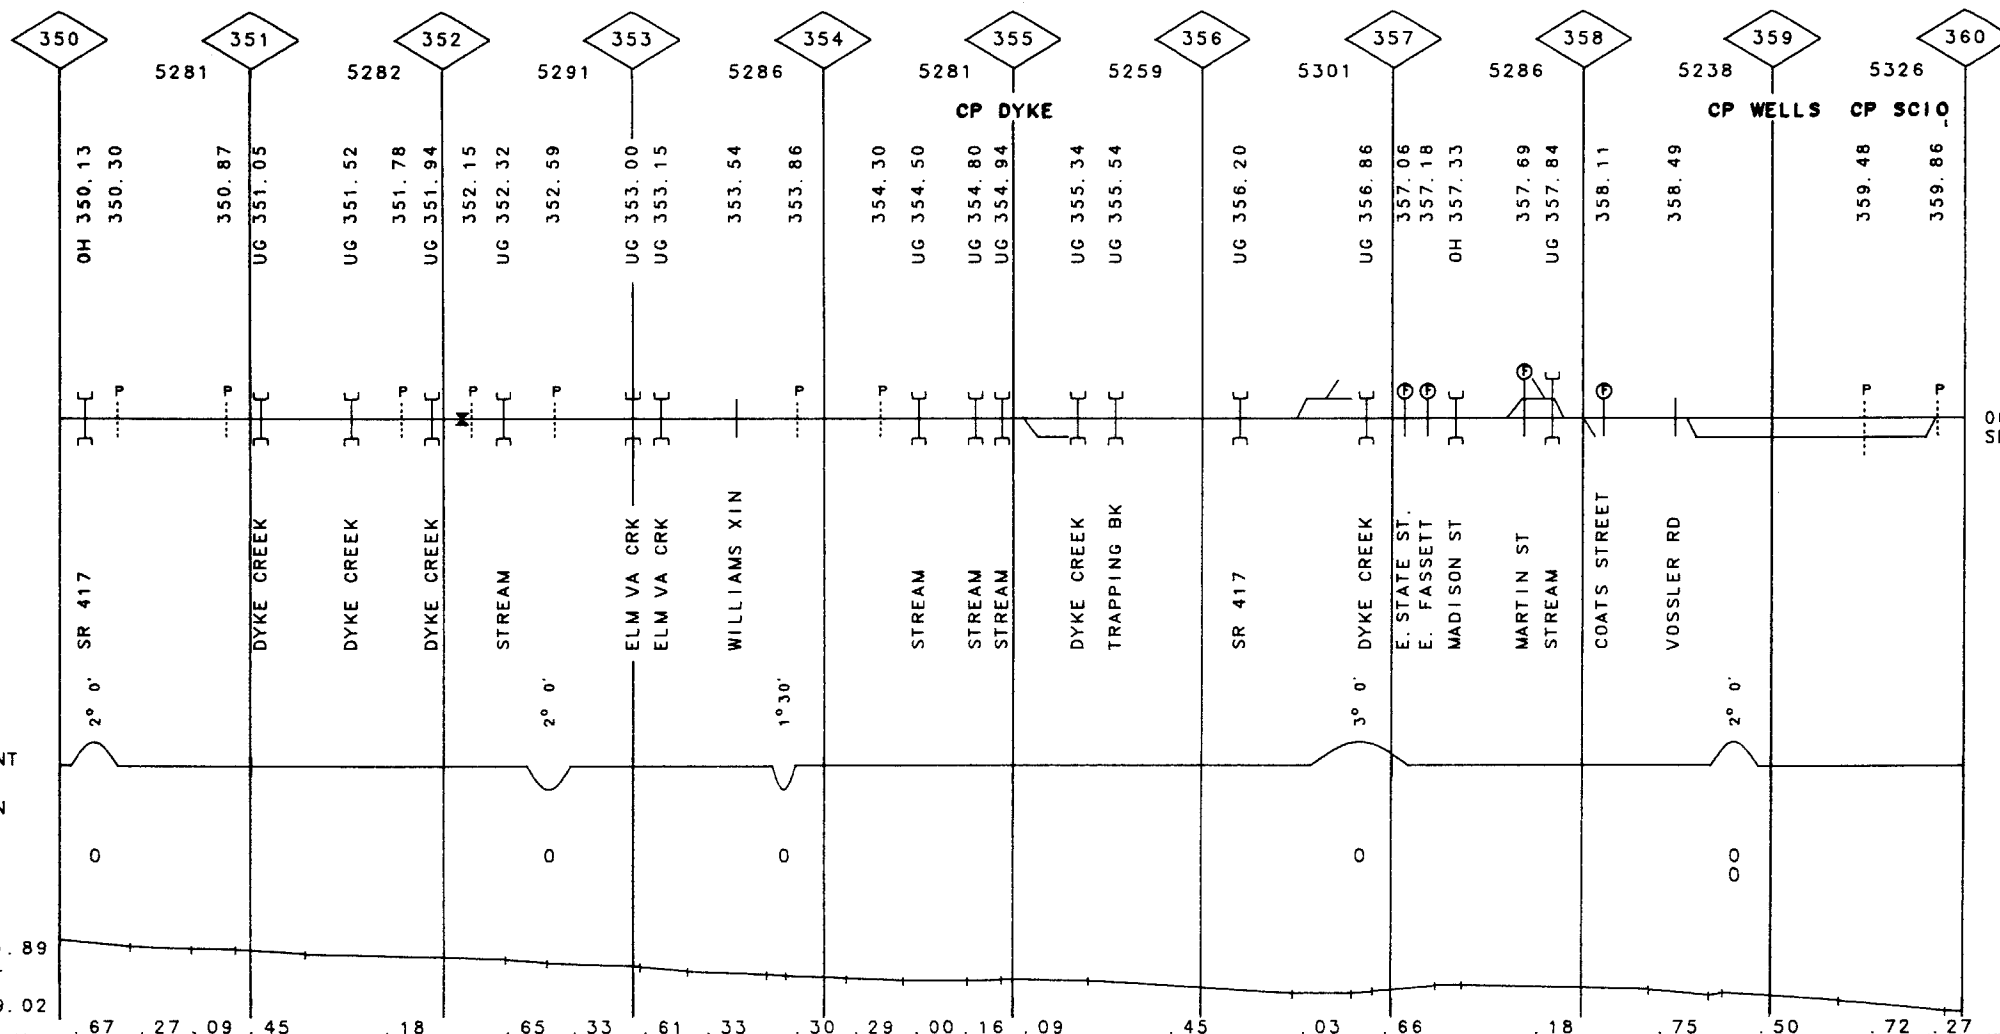 350 351 352 353 354 355 356 357 358 359 360
5281 5282 5291 5286 5281 5259 5301 5286 5238 5326
CP DYKE CP WELLS CP SCIO
OH 350.13
350.30
350.87
UG 351.05
UG 351.52
351.78
UG 351.94
352.15
UG 352.32
352.59
UG 353.00
UG 353.15
353.54
353.86
354.30
UG 354.50
UG 354.80
UG 354.94
UG 355.34
UG 355.54
UG 356.20
UG 356.86
357.06
357.18
OH 357.33
357.69
UG 357.84
358.11
358.49
359.48
359.86
P P P P P P P F F F F P P
SR 417
DYKE CREEK
DYKE CREEK
DYKE CREEK
STREAM
ELM VA CRK
ELM VA CRK
WILLIAMS XIN
STREAM
STREAM
STREAM
DYKE CREEK
TRAPPING BK
SR 417
DYKE CREEK
E. STATE ST.
E. FASSETT
MADISON ST
MARTIN ST
STREAM
COATS STREET
VOSSLER RD
2° 0'
2° 0'
1°30'
3° 0'
2° 0'
NT
N
0 0 0 0 0
0
.89
9.02
.67 .27 .09 .45 .18 .65 .33 .61 .33 .30 .29 .00 .16 .09 .45 .03 .66 .18 .75 .50 .72 .27